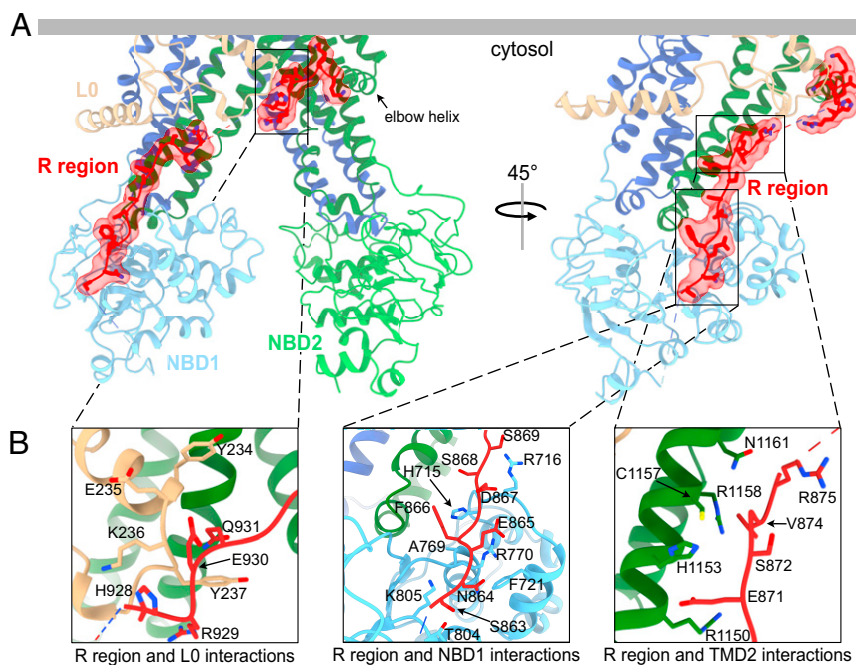 A
cytosol
L0
elbow helix
R region
R region
45°
NBD1
NBD2
B
Y234
E235
K236
Q931
E930
H928
Y237
R929
R region and L0 interactions
S869
S868
R716
H715
D867
F866
E865
A769
R770
F721
K805
N864
S863
T804
R region and NBD1 interactions
N1161
C1157
R1158
R875
V874
H1153
S872
E871
R1150
R region and TMD2 interactions